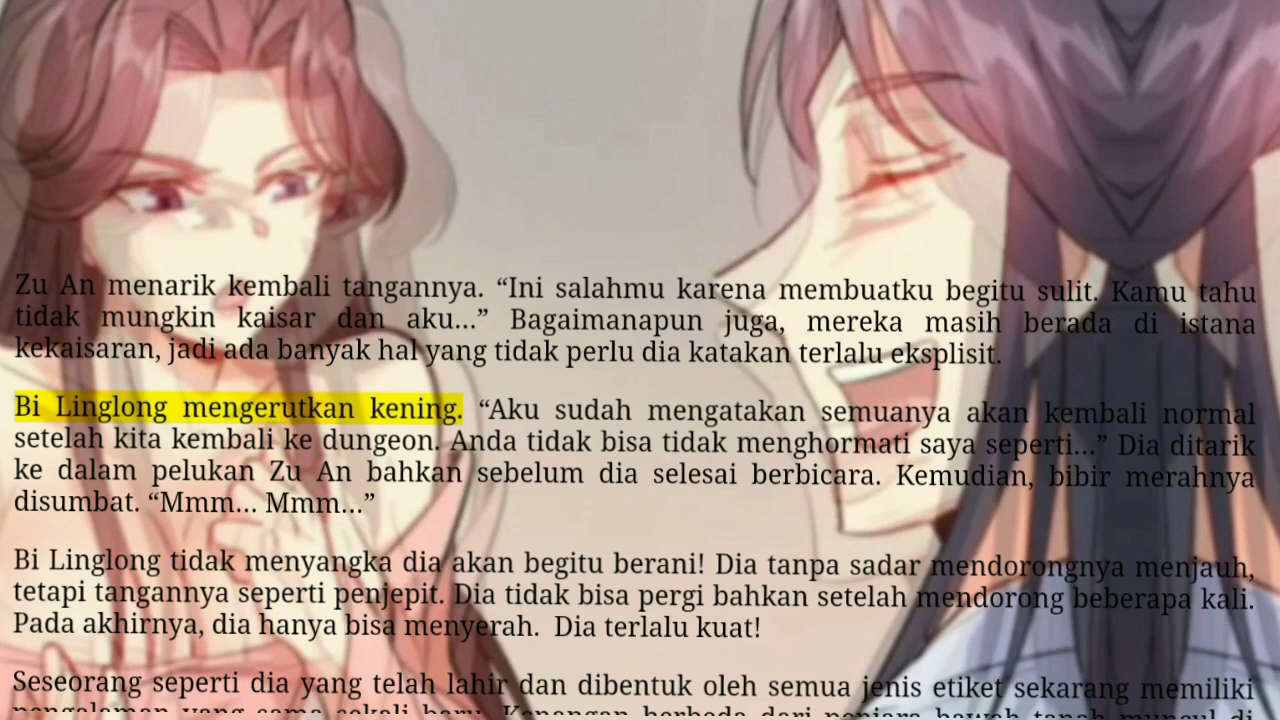 Zu An menarik kembali tangannya. “Ini salahmu karena membuatku begitu sulit. Kamu tahu
tidak mungkin kaisar dan aku...” Bagaimanapun juga, mereka masih berada di istana
kekaisaran, jadi ada banyak hal yang tidak perlu dia katakan terlalu eksplisit.
Bi Linglong mengerutkan kening. “Aku sudah mengatakan semuanya akan kembali normal
setelah kita kembali ke dungeon. Anda tidak bisa tidak menghormati saya seperti...” Dia ditarik
ke dalam pelukan Zu An bahkan sebelum dia selesai berbicara. Kemudian, bibir merahnya
disumbat. “Mmm... Mmm...”
Bi Linglong tidak menyangka dia akan begitu berani! Dia tanpa sadar mendorongnya menjauh,
tetapi tangannya seperti penjepit. Dia tidak bisa pergi bahkan setelah mendorong beberapa kali.
Pada akhirnya, dia hanya bisa menyerah. Dia terlalu kuat!
Seseorang seperti dia yang telah lahir dan dibentuk oleh semua jenis etiket sekarang memiliki